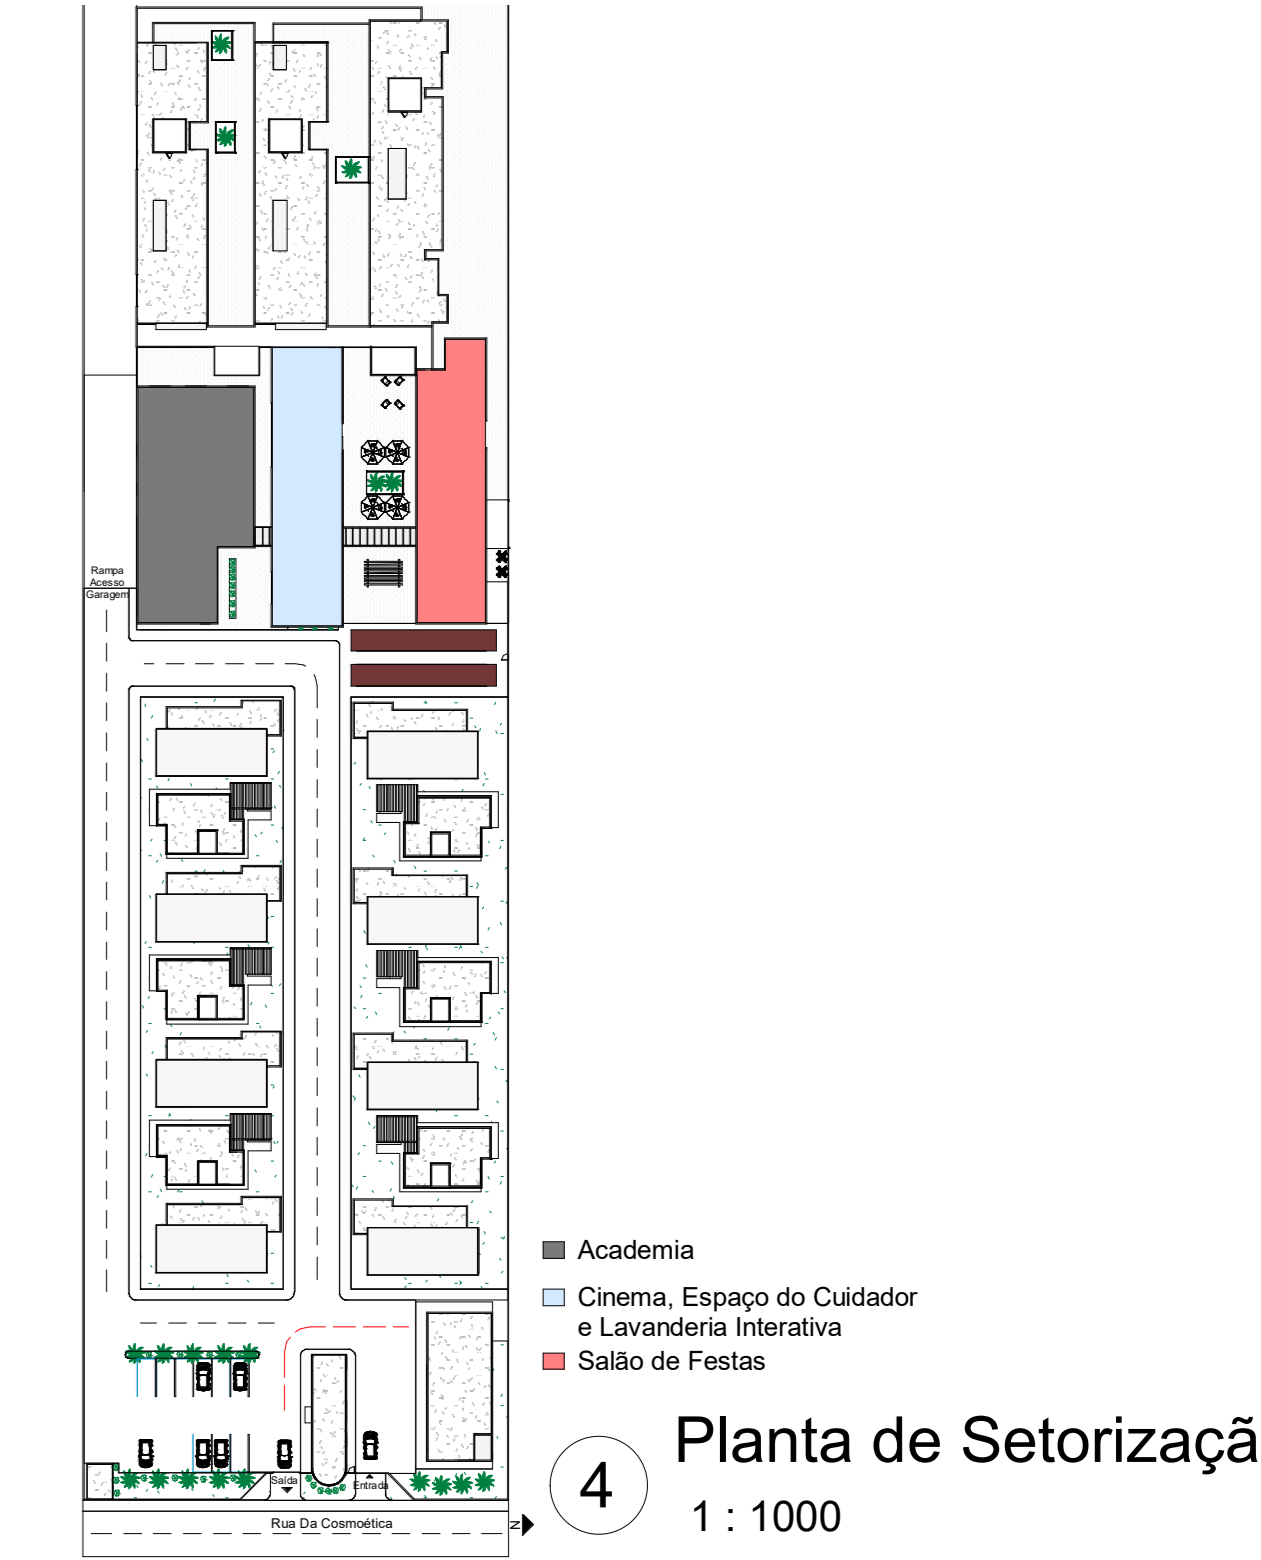 Rampa
Acesso
Garagem
Academia
Cinema, Espaço do Cuidador
e Lavanderia Interativa
Salão de Festas
Planta de Setorizaçã
4
1 : 1000
Saída
Entrada
Rua Da Cosmoética
N